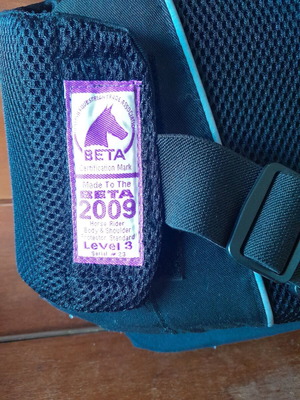 BETA
Certification Mark
Made To The
BETA
2009
Horse Rider
Body & Shoulder
Protector Standard
Level 3